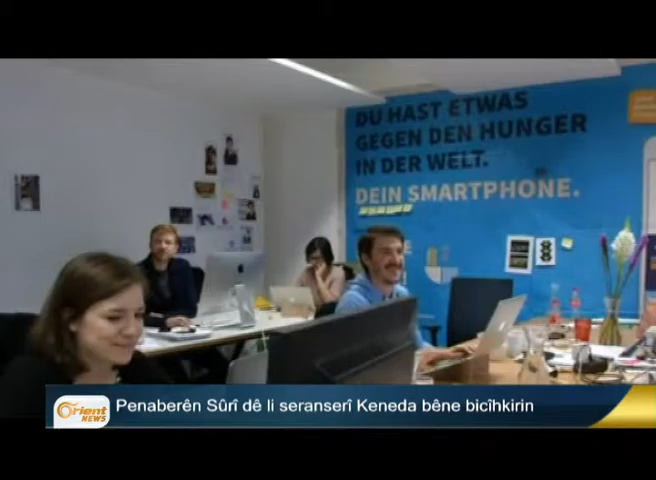 DU HAST ETWAS
GEGEN DEN HUNGER
IN DER WELT.
DEIN SMARTPHONE.
Orient
NEWS
Penaberên Sûrî dê li seranserî Keneda bêne bicîhkirin